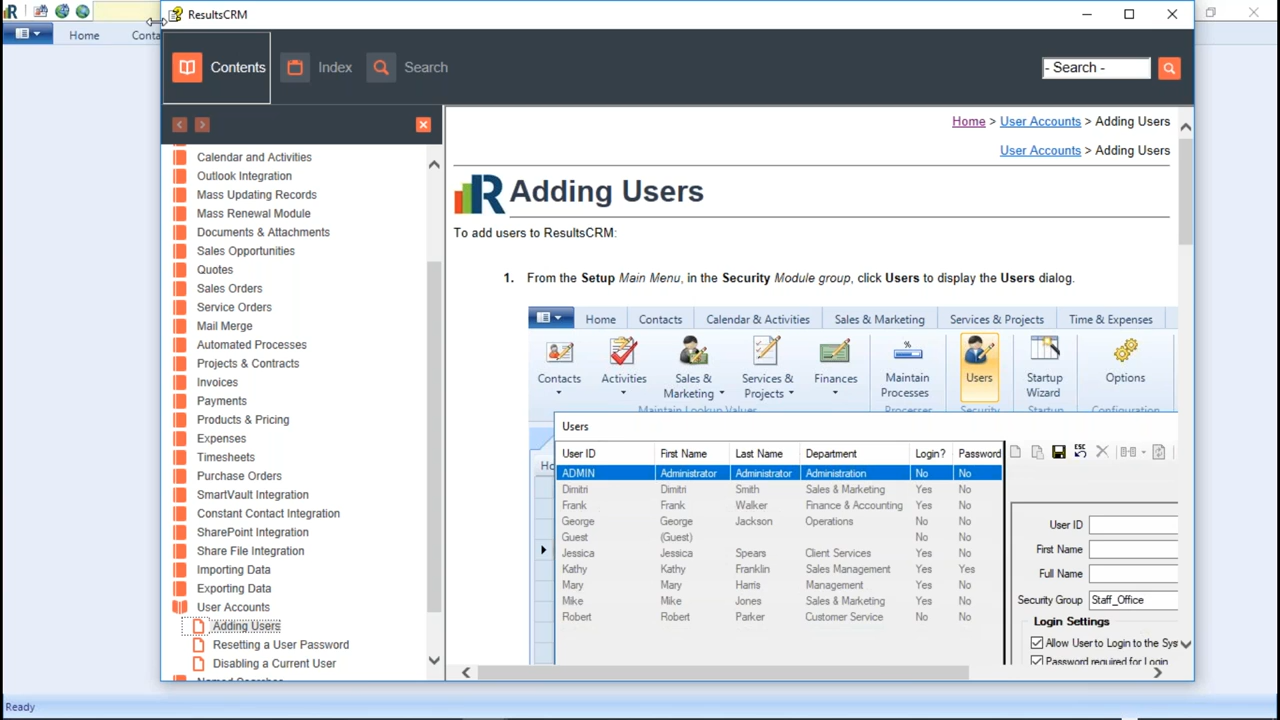 ResultsCRM
Home
Conta
Contents
Index
Search
- Search -
Home > User Accounts > Adding Users
User Accounts > Adding Users
Calendar and Activities
Outlook Integration
Mass Updating Records
Mass Renewal Module
Documents & Attachments
Sales Opportunities
Quotes
Sales Orders
Service Orders
Mail Merge
Automated Processes
Projects & Contracts
Invoices
Payments
Products & Pricing
Expenses
Timesheets
Purchase Orders
SmartVault Integration
Constant Contact Integration
SharePoint Integration
Share File Integration
Importing Data
Exporting Data
User Accounts
Adding Users
Resetting a User Password
Disabling a Current User
Named Searches
R Adding Users
To add users to ResultsCRM:
1. From the Setup Main Menu, in the Security Module group, click Users to display the Users dialog.
Home Contacts Calendar & Activities Sales & Marketing Services & Projects Time & Expenses
Contacts Activities Sales & Marketing Services & Projects Finances Maintain Processes Users Startup Wizard Options
Maintain Lookup Values Processes Security Startup Configuration
Users
Ho
User ID First Name Last Name Department Login? Password
ADMIN Administrator Administrator Administration No No
Dimitri Dimitri Smith Sales & Marketing Yes No
Frank Frank Walker Finance & Accounting Yes No
George George Jackson Operations No No
Guest (Guest) No No
Jessica Jessica Spears Client Services Yes No
Kathy Kathy Franklin Sales Management Yes Yes
Mary Mary Harris Management Yes No
Mike Mike Jones Sales & Marketing Yes No
Robert Robert Parker Customer Service No No
ESC
User ID
First Name
Full Name
Security Group Staff_Office
Login Settings
Allow User to Login to the Sys
Password required for Login
Ready